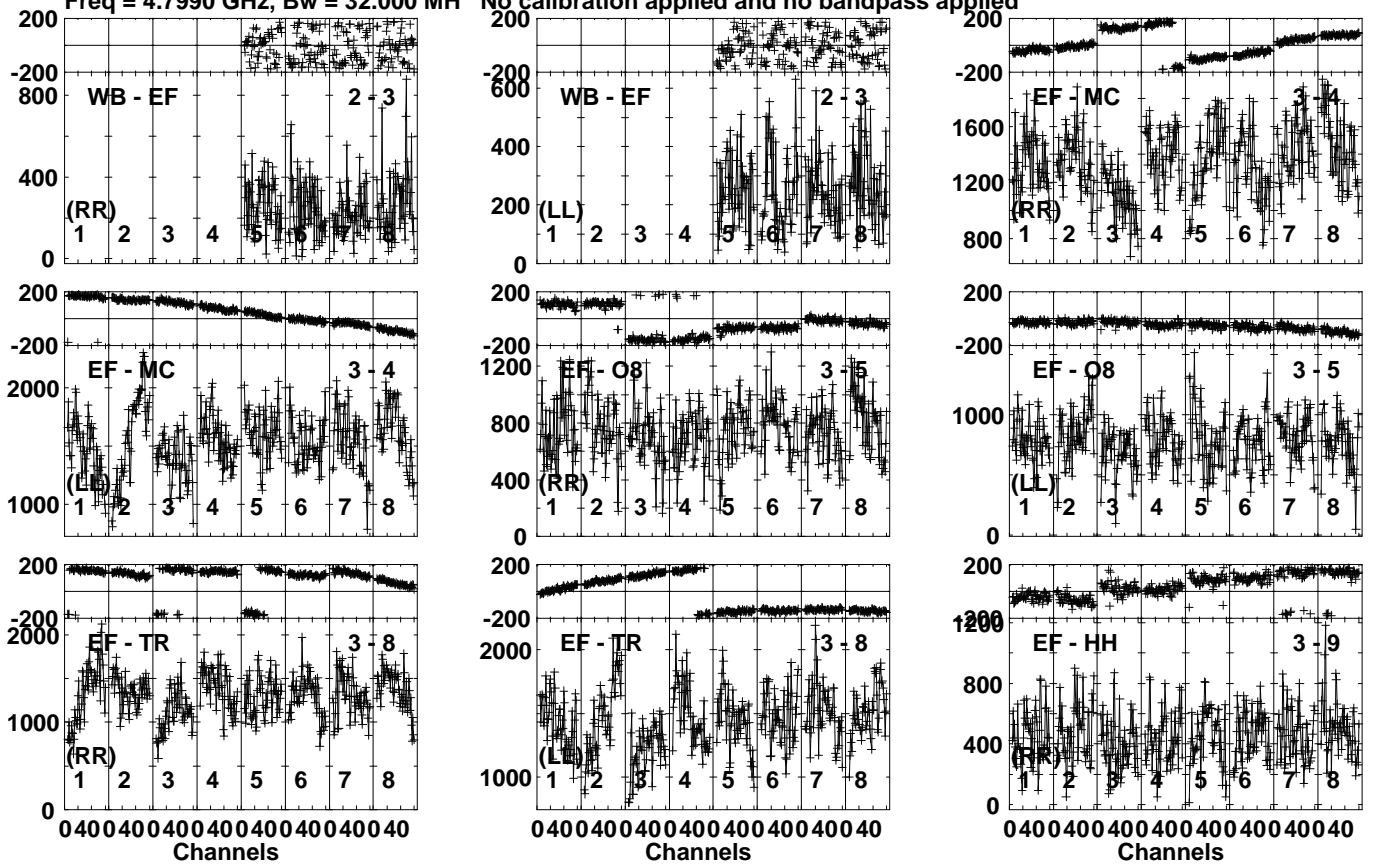 Freq = 4.7990 GHz, Bw = 32.000 MH No calibration applied and no bandpass applied
200
-200
800
400
0
WB - EF 2 - 3
(RR)
1 2 3 4 5 6 7 8
200
-200
600
400
200
0
WB - EF 2 - 3
(LL)
1 2 3 4 5 6 7 8
200
-200
1600
1200
800
EF - MC 3 - 4
(RR)
1 2 3 4 5 6 7 8
200
-200
2000
1000
EF - MC 3 - 4
(LL)
1 2 3 4 5 6 7 8
200
-200
1200
800
400
0
EF - O8 3 - 5
(RR)
1 2 3 4 5 6 7 8
200
-200
1000
0
EF - O8 3 - 5
(LL)
1 2 3 4 5 6 7 8
200
-200
2000
1000
0
EF - TR 3 - 8
(RR)
1 2 3 4 5 6 7 8
0 40 0 40 0 40 0 40 0 40 0 40 0 40 0 40
Channels
200
-200
2000
1000
EF - TR 3 - 8
(LL)
1 2 3 4 5 6 7 8
0 40 0 40 0 40 0 40 0 40 0 40 0 40 0 40
Channels
200
-200
1200
800
400
0
EF - HH 3 - 9
(RR)
1 2 3 4 5 6 7 8
0 40 0 40 0 40 0 40 0 40 0 40 0 40 0 40
Channels